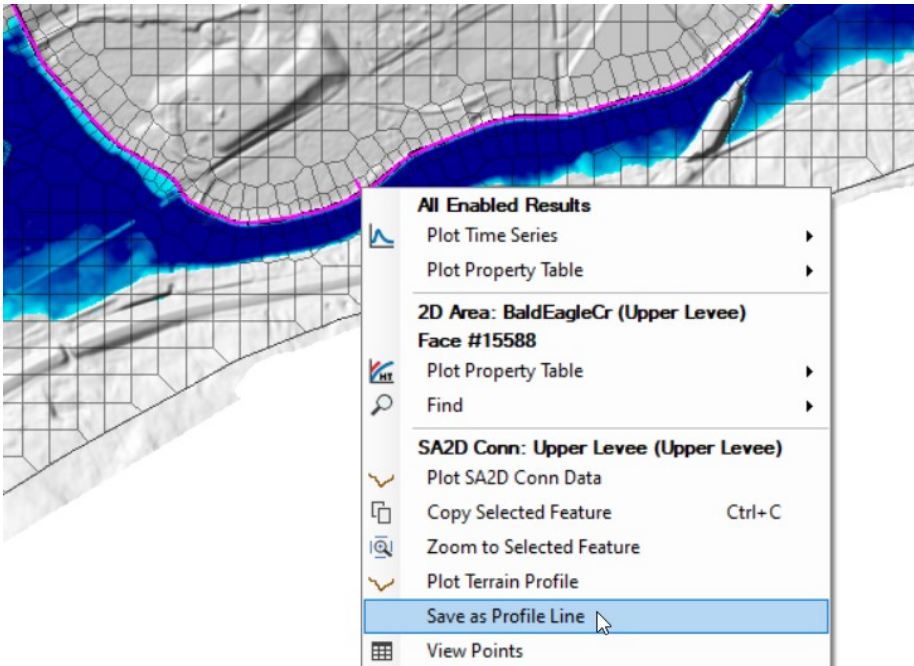 All Enabled Results
Plot Time Series
Plot Property Table
2D Area: BaldEagleCr (Upper Levee)
Face #15588
HT
Plot Property Table
Find
SA2D Conn: Upper Levee (Upper Levee)
Plot SA2D Conn Data
Copy Selected Feature Ctrl+C
Zoom to Selected Feature
Plot Terrain Profile
Save as Profile Line
View Points